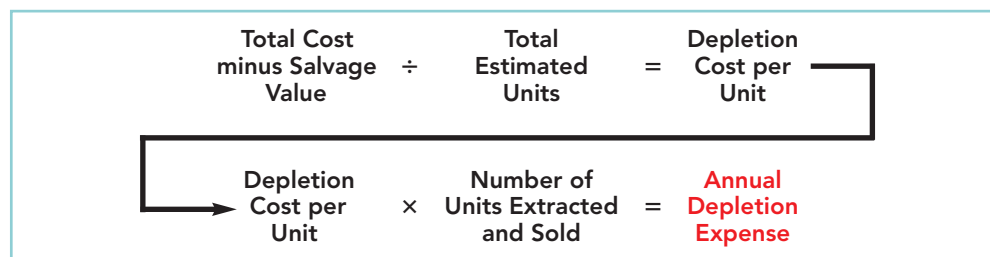 Total Cost Total Depletion
minus Salvage ÷ Estimated = Cost per
Value Units Unit
Depletion Number of Annual
Cost per × Units Extracted = Depletion
Unit and Sold Expense